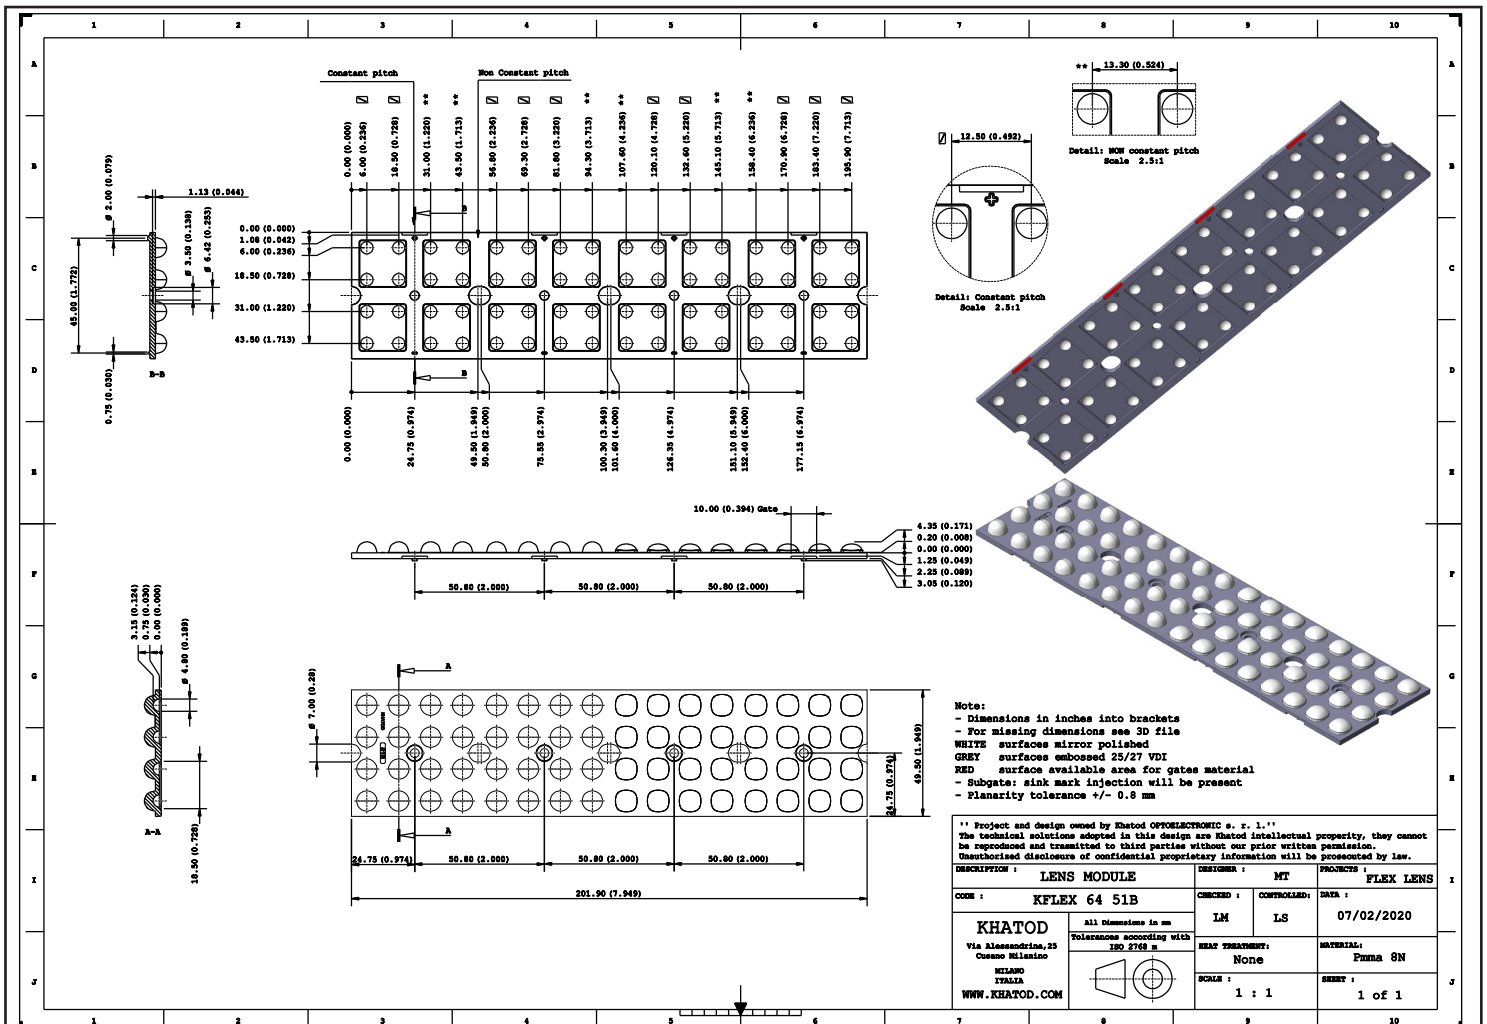 1 2 3 4 5 6 7 8 9 10
A
B
C
D
E
F
G
H
I
J
Constant pitch
Non Constant pitch
** ** ** ** ** **
0.00 (0.000)
6.00 (0.236)
18.50 (0.728)
31.00 (1.220)
43.50 (1.713)
56.80 (2.236)
69.30 (2.728)
81.80 (3.220)
94.30 (3.713)
107.60 (4.236)
120.10 (4.728)
132.60 (5.220)
145.10 (5.713)
158.40 (6.236)
170.90 (6.728)
183.40 (7.220)
195.90 (7.713)
B
0.00 (0.000)
1.08 (0.042)
6.00 (0.236)
18.50 (0.728)
31.00 (1.220)
43.50 (1.713)
B
0.00 (0.000)
24.75 (0.974)
49.50 (1.949)
50.80 (2.000)
75.55 (2.974)
100.30 (3.949)
101.60 (4.000)
126.35 (4.974)
151.10 (5.949)
152.40 (6.000)
177.15 (6.974)
Ø 2.00 (0.079)
1.13 (0.044)
Ø 3.50 (0.138)
Ø 6.42 (0.253)
45.00 (1.772)
0.75 (0.030)
B-B
** 13.30 (0.524)
Detail: NON constant pitch
Scale 2.5:1
12.50 (0.492)
Detail: Constant pitch
Scale 2.5:1
10.00 (0.394) Gate
4.35 (0.171)
0.20 (0.008)
0.00 (0.000)
1.25 (0.049)
2.25 (0.089)
3.05 (0.120)
50.80 (2.000)
50.80 (2.000)
50.80 (2.000)
3.15 (0.124)
0.75 (0.030)
0.00 (0.000)
Ø 4.80 (0.189)
18.50 (0.728)
A-A
Ø 7.00 (0.28)
A
A
24.75 (0.974)
50.80 (2.000)
50.80 (2.000)
50.80 (2.000)
201.90 (7.949)
24.75 (0.974)
49.50 (1.949)
Note:
- Dimensions in inches into brackets
- For missing dimensions see 3D file
WHITE surfaces mirror polished
GREY surfaces embossed 25/27 VDI
RED surface available area for gates material
- Subgate: sink mark injection will be present
- Planarity tolerance +/- 0.8 mm
'' Project and design owned by Khatod OPTOELECTRONIC s. r. l.''
The technical solutions adopted in this design are Khatod intellectual properity, they cannot
be reproduced and trasmitted to third parties without our prior written permission.
Unauthorised disclosure of confidential proprietary information will be prosecuted by law.
DESCRIPTION : LENS MODULE
DESIGNER : MT
PROJECTS : FLEX LENS
CODE : KFLEX 64 51B
CHECKED : LM
CONTROLLED: LS
DATA : 07/02/2020
KHATOD
Via Alessandrina,25
Cusano Milanino
MILANO
ITALIA
WWW.KHATOD.COM
All Dimensions in mm
Tolerances according with
ISO 2768 m
HEAT TREATMENT: None
MATERIAL: Pmma 8N
SCALE : 1 : 1
SHEET : 1 of 1
1 2 3 4 5 6 7 8 9 10
A
B
C
D
E
F
G
H
I
J